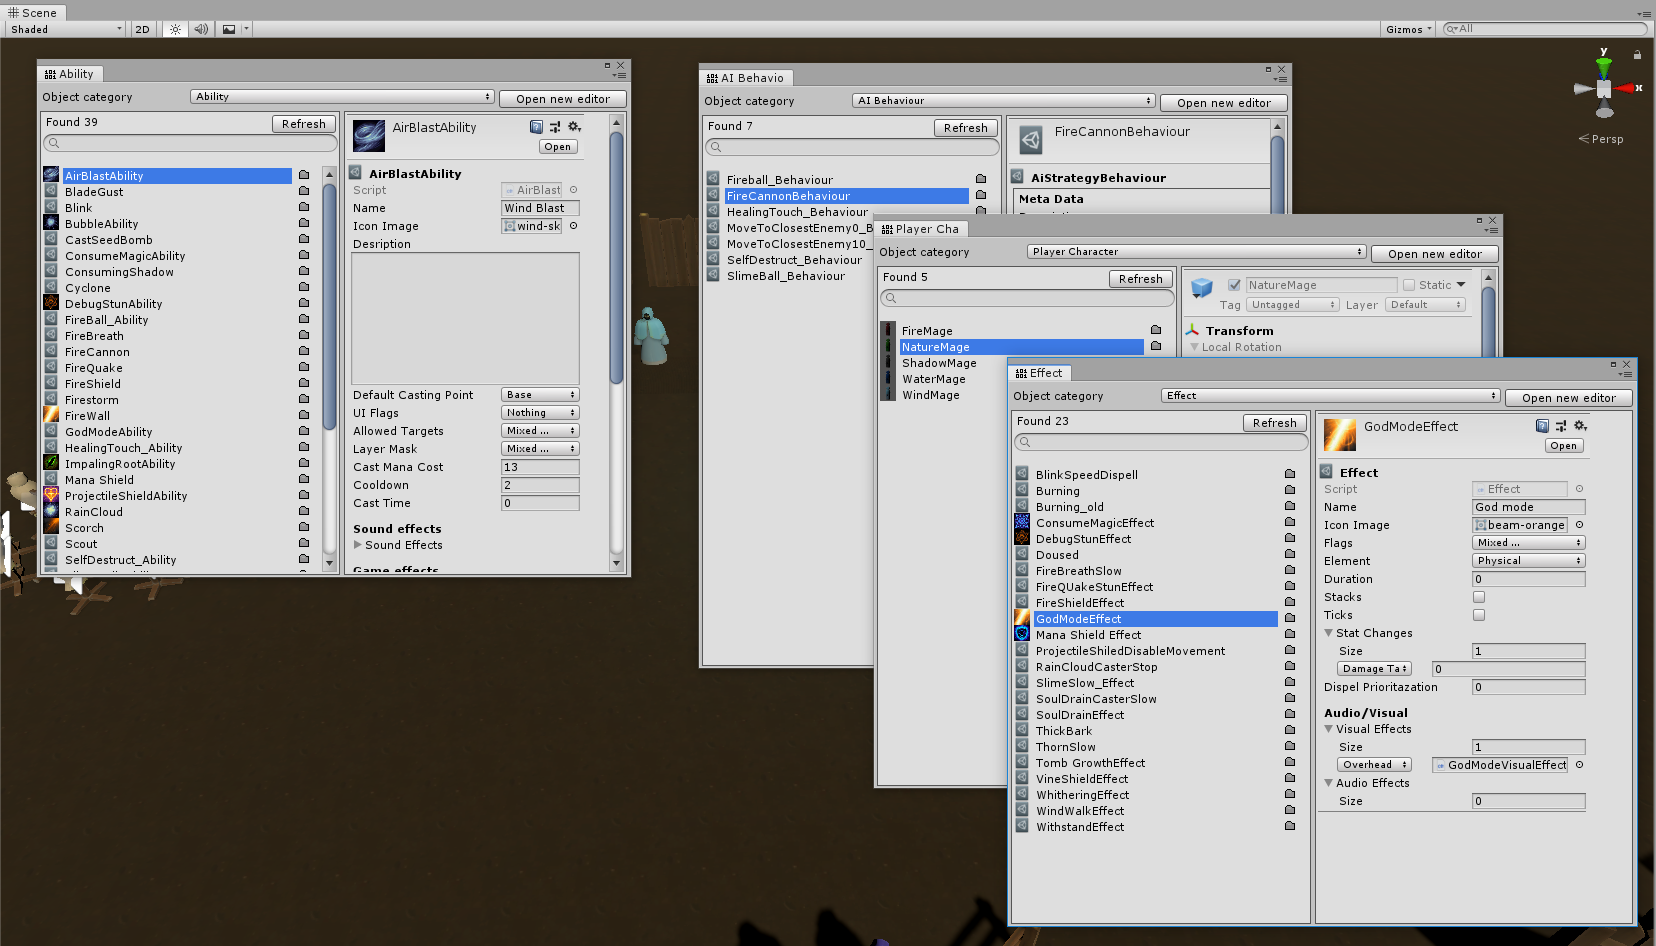 Scene
Shaded
2D
Gizmos
All
y
x
Persp
Ability
Object category
Ability
Open new editor
Found 39
Refresh
AirBlastAbility
BladeGust
Blink
BubbleAbility
CastSeedBomb
ConsumeMagicAbility
ConsumingShadow
Cyclone
DebugStunAbility
FireBall_Ability
FireBreath
FireCannon
FireQuake
FireShield
Firestorm
FireWall
GodModeAbility
HealingTouch_Ability
ImpalingRootAbility
Mana Shield
ProjectileShieldAbility
RainCloud
Scorch
Scout
SelfDestruct_Ability
AirBlastAbility
Open
AirBlastAbility
Script AirBlast
Name Wind Blast
Icon Image wind-sk
Desription
Default Casting Point Base
UI Flags Nothing
Allowed Targets Mixed ...
Layer Mask Mixed ...
Cast Mana Cost 13
Cooldown 2
Cast Time 0
Sound effects
Sound Effects
Game effects
AI Behavio
Object category
AI Behaviour
Open new editor
Found 7
Refresh
Fireball_Behaviour
FireCannonBehaviour
HealingTouch_Behaviour
MoveToClosestEnemy0_B
MoveToClosestEnemy10_
SelfDestruct_Behaviour
SlimeBall_Behaviour
FireCannonBehaviour
AiStrategyBehaviour
Meta Data
Player Cha
Object category
Player Character
Open new editor
Found 5
Refresh
FireMage
NatureMage
ShadowMage
WaterMage
WindMage
NatureMage Static
Tag Untagged Layer Default
Transform
Local Rotation
Effect
Object category
Effect
Open new editor
Found 23
Refresh
BlinkSpeedDispell
Burning
Burning_old
ConsumeMagicEffect
DebugStunEffect
Doused
FireBreathSlow
FireQUakeStunEffect
FireShieldEffect
GodModeEffect
Mana Shield Effect
ProjectileShiledDisableMovement
RainCloudCasterStop
SlimeSlow_Effect
SoulDrainCasterSlow
SoulDrainEffect
ThickBark
ThornSlow
Tomb GrowthEffect
VineShieldEffect
WhitheringEffect
WindWalkEffect
WithstandEffect
GodModeEffect
Open
Effect
Script Effect
Name God mode
Icon Image beam-orange
Flags Mixed ...
Element Physical
Duration 0
Stacks
Ticks
Stat Changes
Size 1
Damage Ta 0
Dispel Prioritazation 0
Audio/Visual
Visual Effects
Size 1
Overhead GodModeVisualEffect
Audio Effects
Size 0